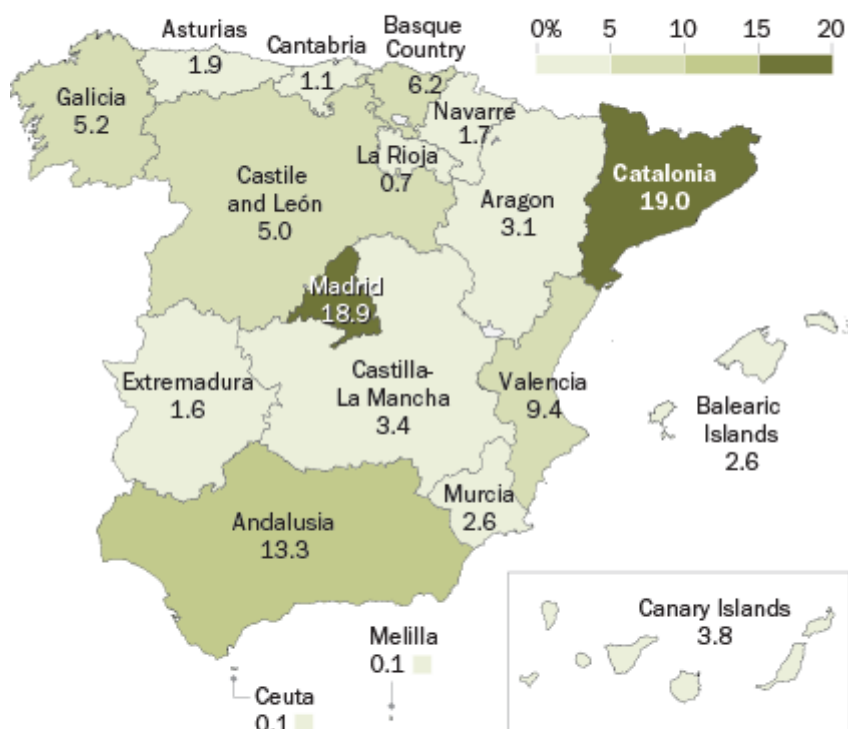 Asturias
1.9
Cantabria
1.1
Basque
Country
6.2
0% 5 10 15 20
Galicia
5.2
Navarre
1.7
La Rioja
0.7
Castile
and León
5.0
Aragon
3.1
Catalonia
19.0
Madrid
18.9
Extremadura
1.6
Castilla-
La Mancha
3.4
Valencia
9.4
Balearic
Islands
2.6
Murcia
2.6
Andalusia
13.3
Canary Islands
3.8
Melilla
0.1
Ceuta
0.1